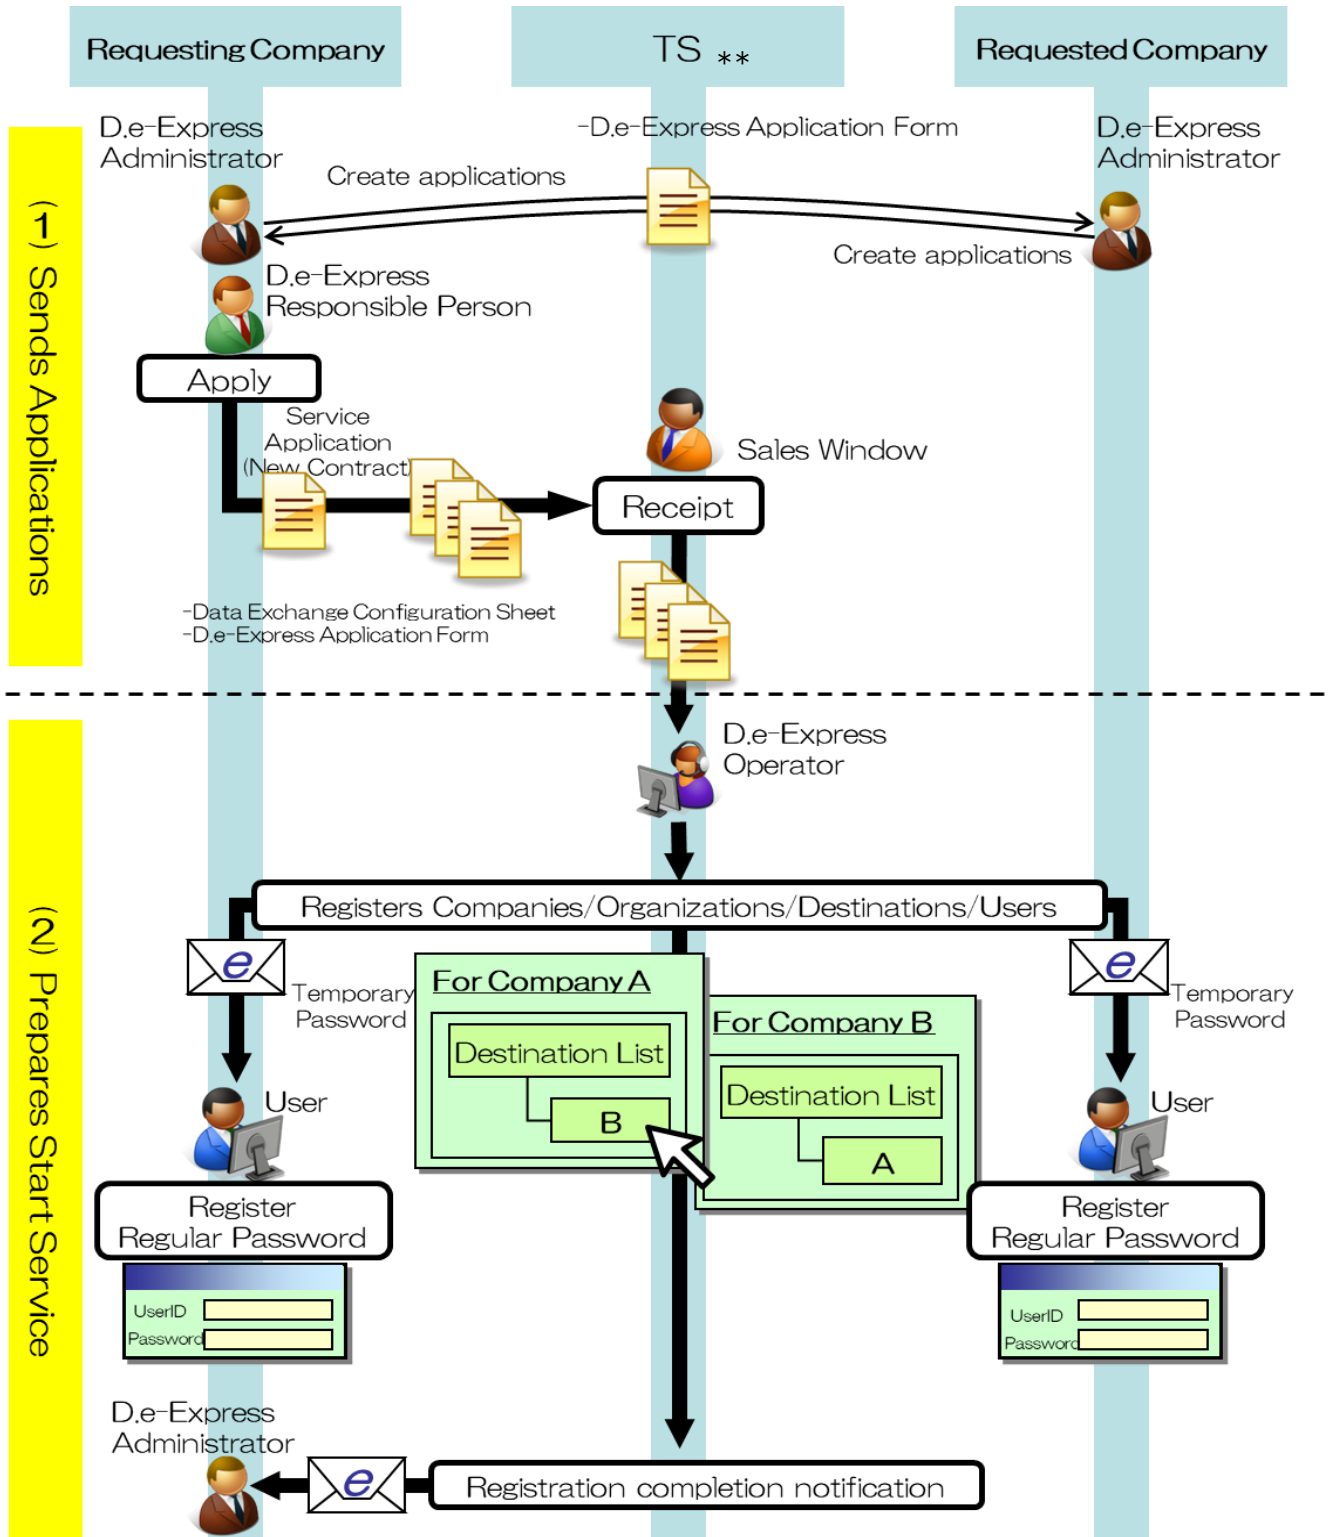 Requesting Company
TS **
Requested Company
D.e-Express
Administrator
-D.e-Express Application Form
D.e-Express
Administrator
Create applications
Create applications
(1) Sends Applications
D.e-Express
Responsible Person
Apply
Service
Application
(New Contract)
Sales Window
Receipt
-Data Exchange Configuration Sheet
-D.e-Express Application Form
D.e-Express
Operator
(2) Prepares Start Service
Registers Companies/Organizations/Destinations/Users
e
Temporary
Password
For Company A
Destination List
B
For Company B
Destination List
A
e
Temporary
Password
User
User
Register
Regular Password
Register
Regular Password
UserID
Password
UserID
Password
D.e-Express
Administrator
e
Registration completion notification